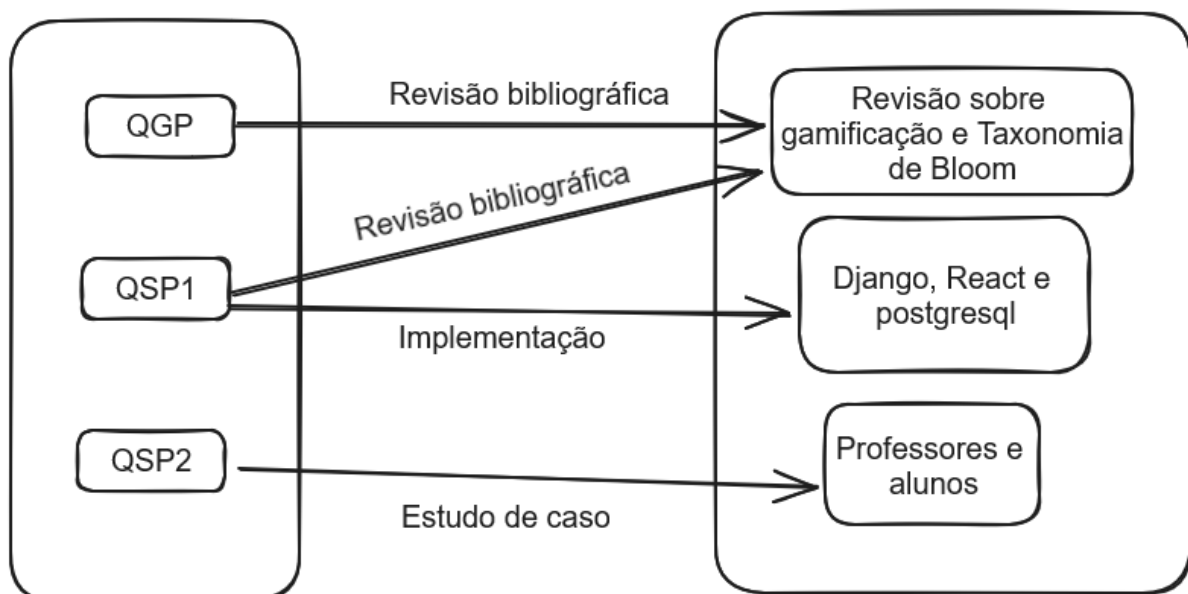 QGP
Revisão bibliográfica
Revisão sobre
gamificação e Taxonomia
de Bloom
Revisão bibliográfica
QSP1
Implementação
Django, React e
postgresql
QSP2
Estudo de caso
Professores e
alunos